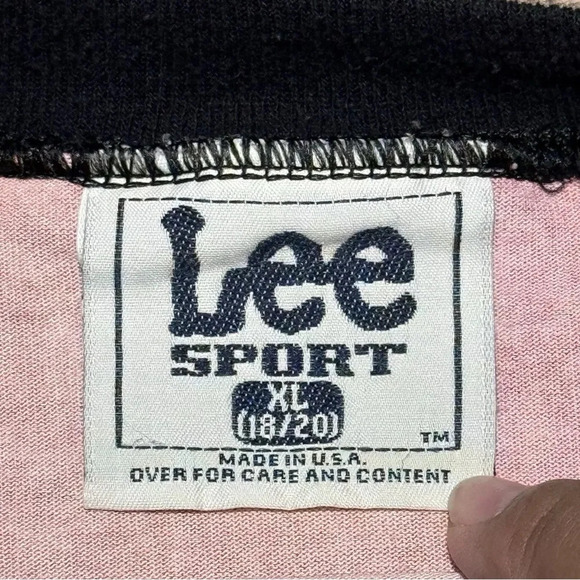 Lee
SPORT
XL
(18/20)
TM
MADE IN U.S.A.
OVER FOR CARE AND CONTENT